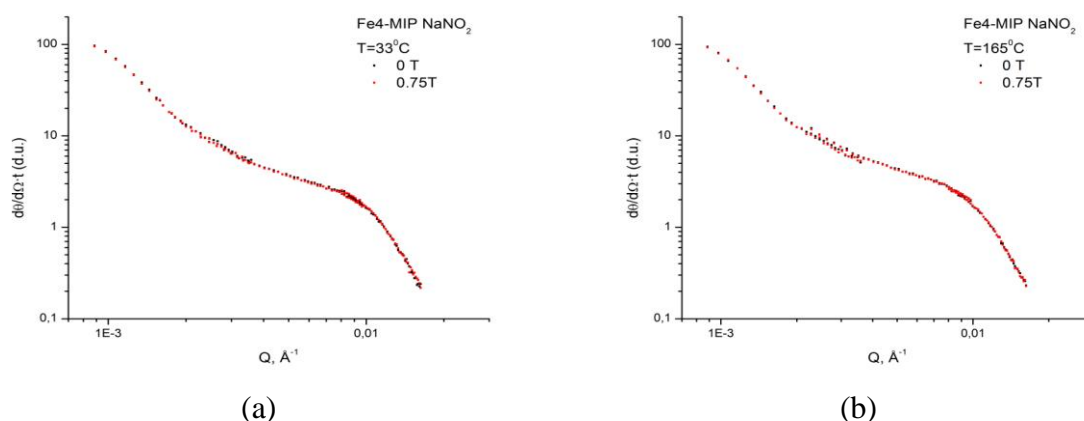 Fe4-MIP NaNO₂
T=33⁰C
0 T
0.75T
100
10
1
0,1
dθ/dΩ·t (d.u.)
1E-3
0,01
Q, Å⁻¹
(a)
Fe4-MIP NaNO₂
T=165⁰C
0 T
0.75T
100
10
1
0,1
dθ/dΩ·t (d.u.)
1E-3
0,01
Q, Å⁻¹
(b)